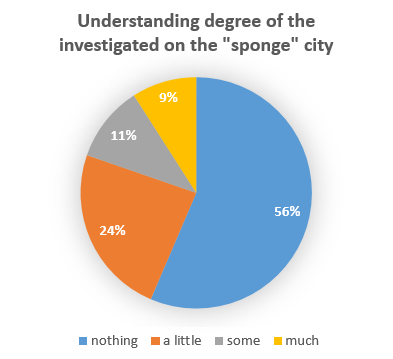 Understanding degree of the
investigated on the "sponge" city
9%
11%
24%
56%
nothing a little some much